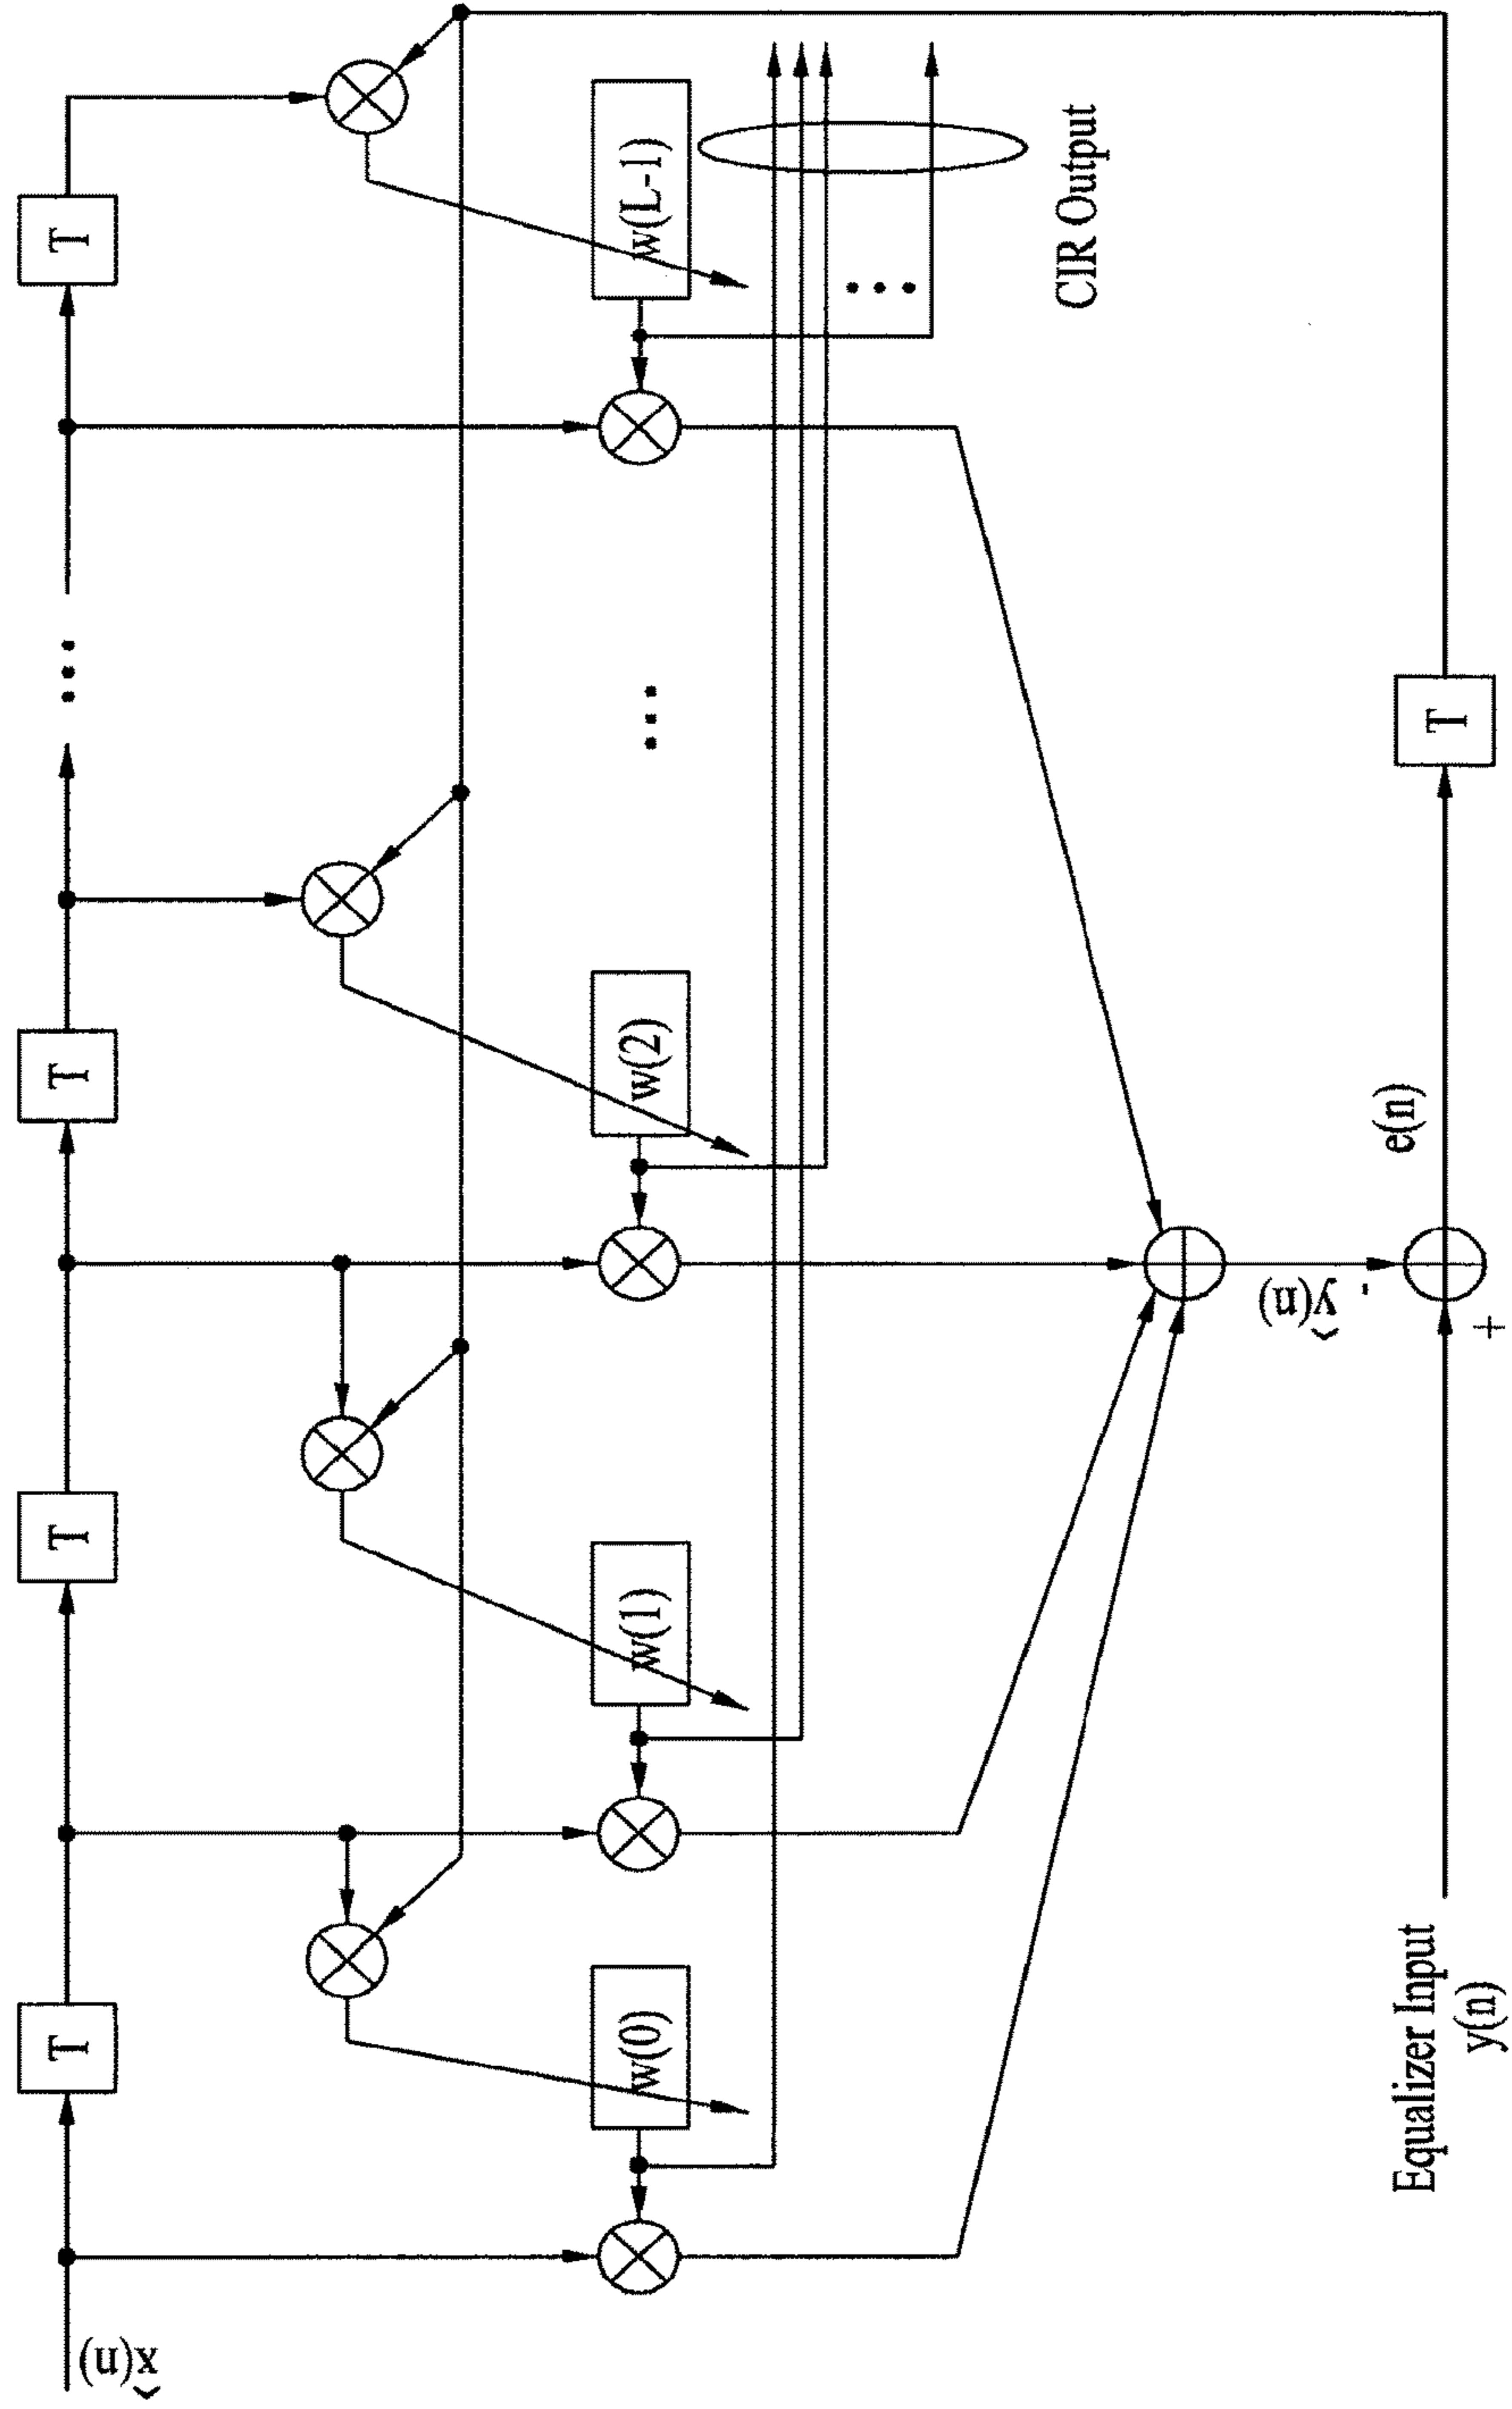 x̂(n)
T
T
T
...
T
w(0)
w(1)
w(2)
...
w(L-1)
...
CIR Output
ŷ(n)
-
e(n)
Equalizer Input
y(n)
+
T